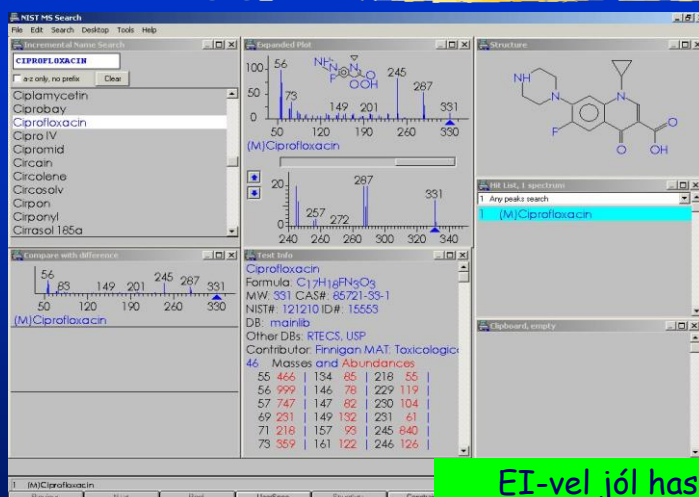 NIST MS Search
File Edit Search Desktop Tools Help
Incremental Name Search
CIPROFLOXACIN
a-z only, no prefix Clear
Ciplamycetin
Ciprobay
Ciprofloxacin
Cipro IV
Cipromid
Circain
Circolene
Circosolv
Cirpon
Cirponyl
Cirrasol 185a
Expanded Plot
100
50
0
56
73
149
201
245
287
331
NH
F
O
OOH
50 120 190 260 330
(M)Ciprofloxacin
20
0
257
272
287
331
240 260 280 300 320 340
Structure
NH
N
N
F
O
O
OH
Hit List, 1 spectrum
1 Any peaks search
1 (M)Ciprofloxacin
Compare with difference
56
83
149
201
245
287
331
50 120 190 260 330
(M)Ciprofloxacin
Text Info
Ciprofloxacin
Formula: C17H18FN3O3
MW: 331 CAS#: 85721-33-1
NIST#: 121210 ID#: 15553
DB: mainlib
Other DBs: RTECS, USP
Contributor: Finnigan MAT: Toxicologic
46 Masses and Abundances
55 466 | 134 85 | 218 55 |
56 999 | 146 78 | 229 119 |
57 747 | 147 82 | 230 104 |
69 231 | 149 132 | 231 61 |
71 218 | 157 93 | 245 840 |
73 359 | 161 122 | 246 126 |
Clipboard, empty
1 (M)Ciprofloxacin
EI-vel jól has